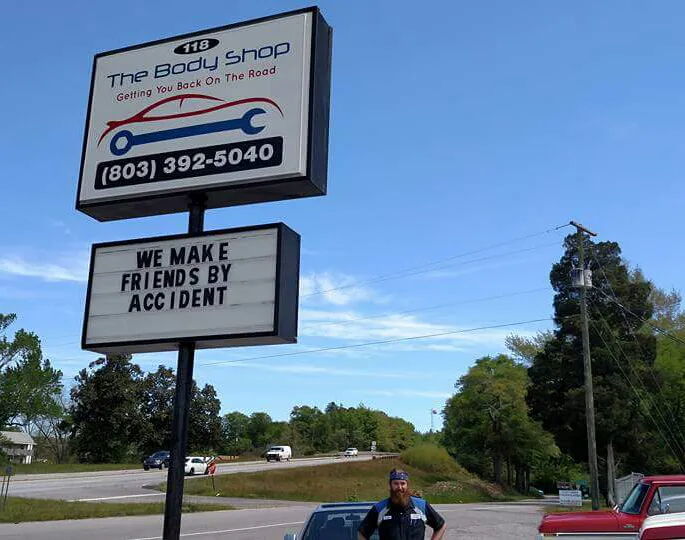 118
The Body Shop
Getting You Back On The Road
(803) 392-5040
WE MAKE
FRIENDS BY
ACCIDENT